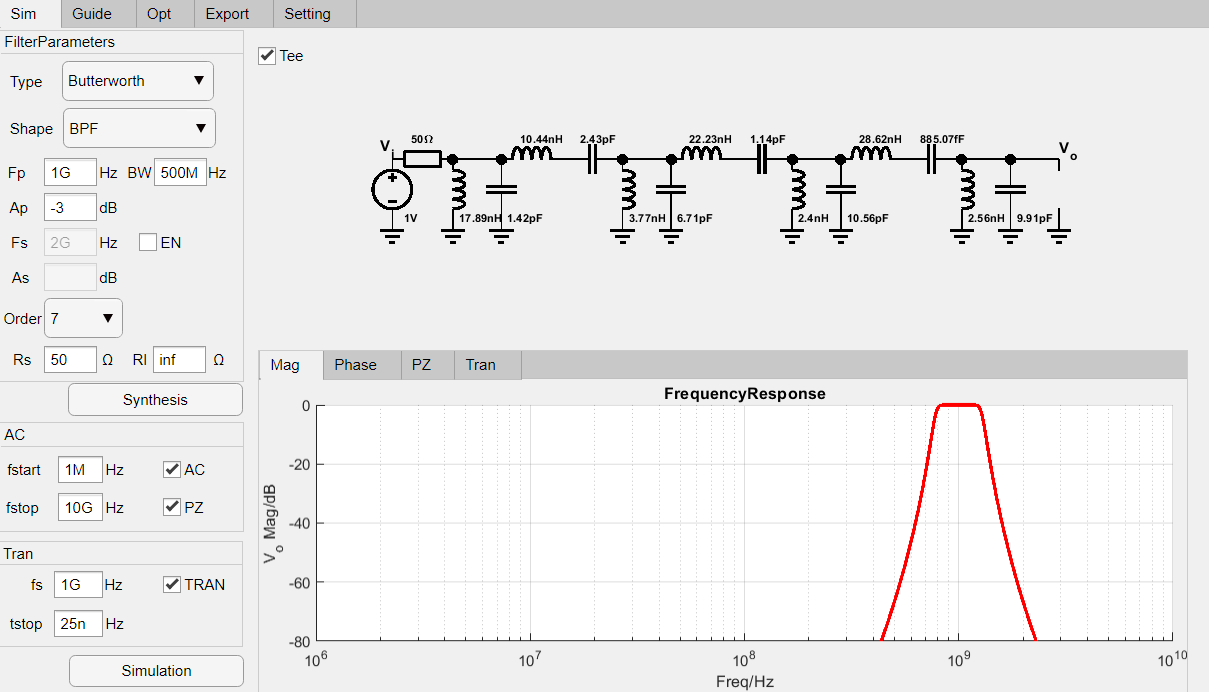 Sim Guide Opt Export Setting
FilterParameters
Type Butterworth
Shape BPF
Fp 1G Hz BW 500M Hz
Ap -3 dB
Fs 2G Hz EN
As dB
Order 7
Rs 50 Ω Rl inf Ω
Synthesis
AC
fstart 1M Hz AC
fstop 10G Hz PZ
Tran
fs 1G Hz TRAN
tstop 25n Hz
Simulation
Tee
50Ω 10.44nH 2.43pF 22.23nH 1.14pF 28.62nH 885.07fF
Vi Vo
+
-
1V 17.89nH 1.42pF 3.77nH 6.71pF 2.4nH 10.56pF 2.56nH 9.91pF
Mag Phase PZ Tran
FrequencyResponse
0
-20
-40
-60
-80
Vo Mag/dB
10^6 10^7 10^8 10^9 10^10
Freq/Hz